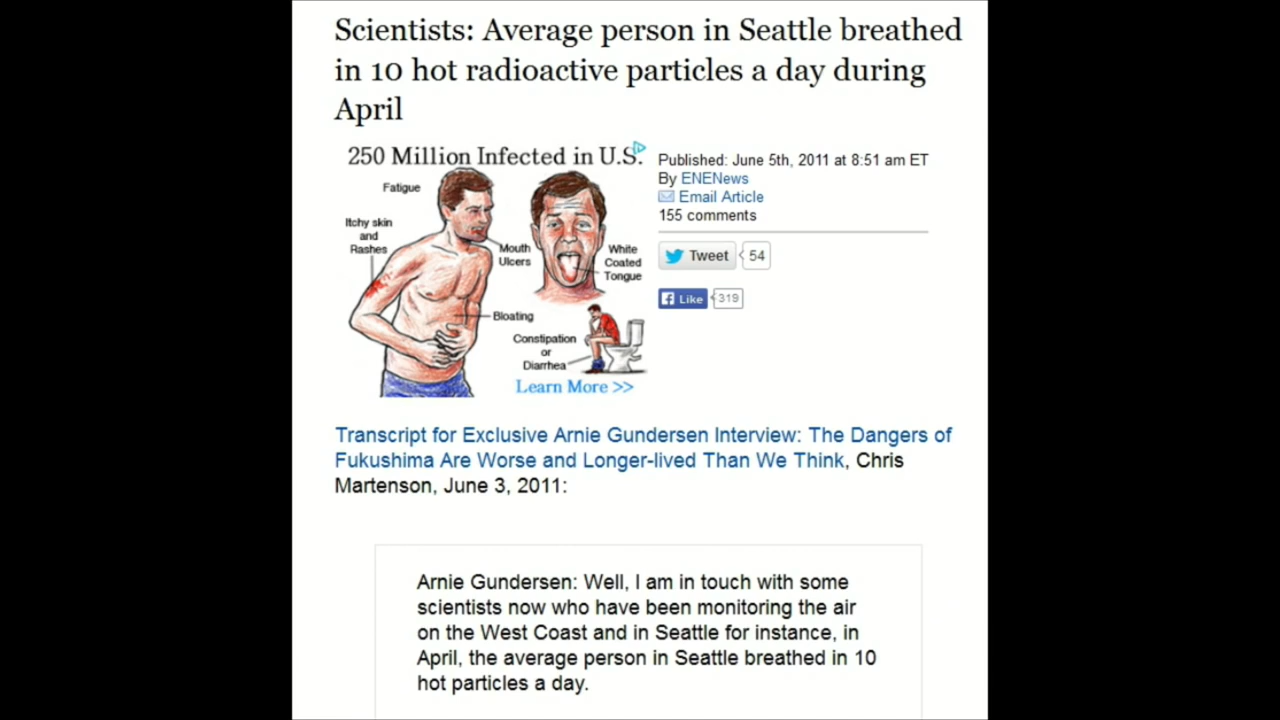 Scientists: Average person in Seattle breathed
in 10 hot radioactive particles a day during
April
250 Million Infected in U.S.
Fatigue
Itchy skin
and
Rashes
Mouth
Ulcers
White
Coated
Tongue
Bloating
Constipation
or
Diarrhea
Learn More >>
Published: June 5th, 2011 at 8:51 am ET
By ENENews
Email Article
155 comments
Tweet 54
Like 319
Transcript for Exclusive Arnie Gundersen Interview: The Dangers of
Fukushima Are Worse and Longer-lived Than We Think, Chris
Martenson, June 3, 2011:
Arnie Gundersen: Well, I am in touch with some
scientists now who have been monitoring the air
on the West Coast and in Seattle for instance, in
April, the average person in Seattle breathed in 10
hot particles a day.